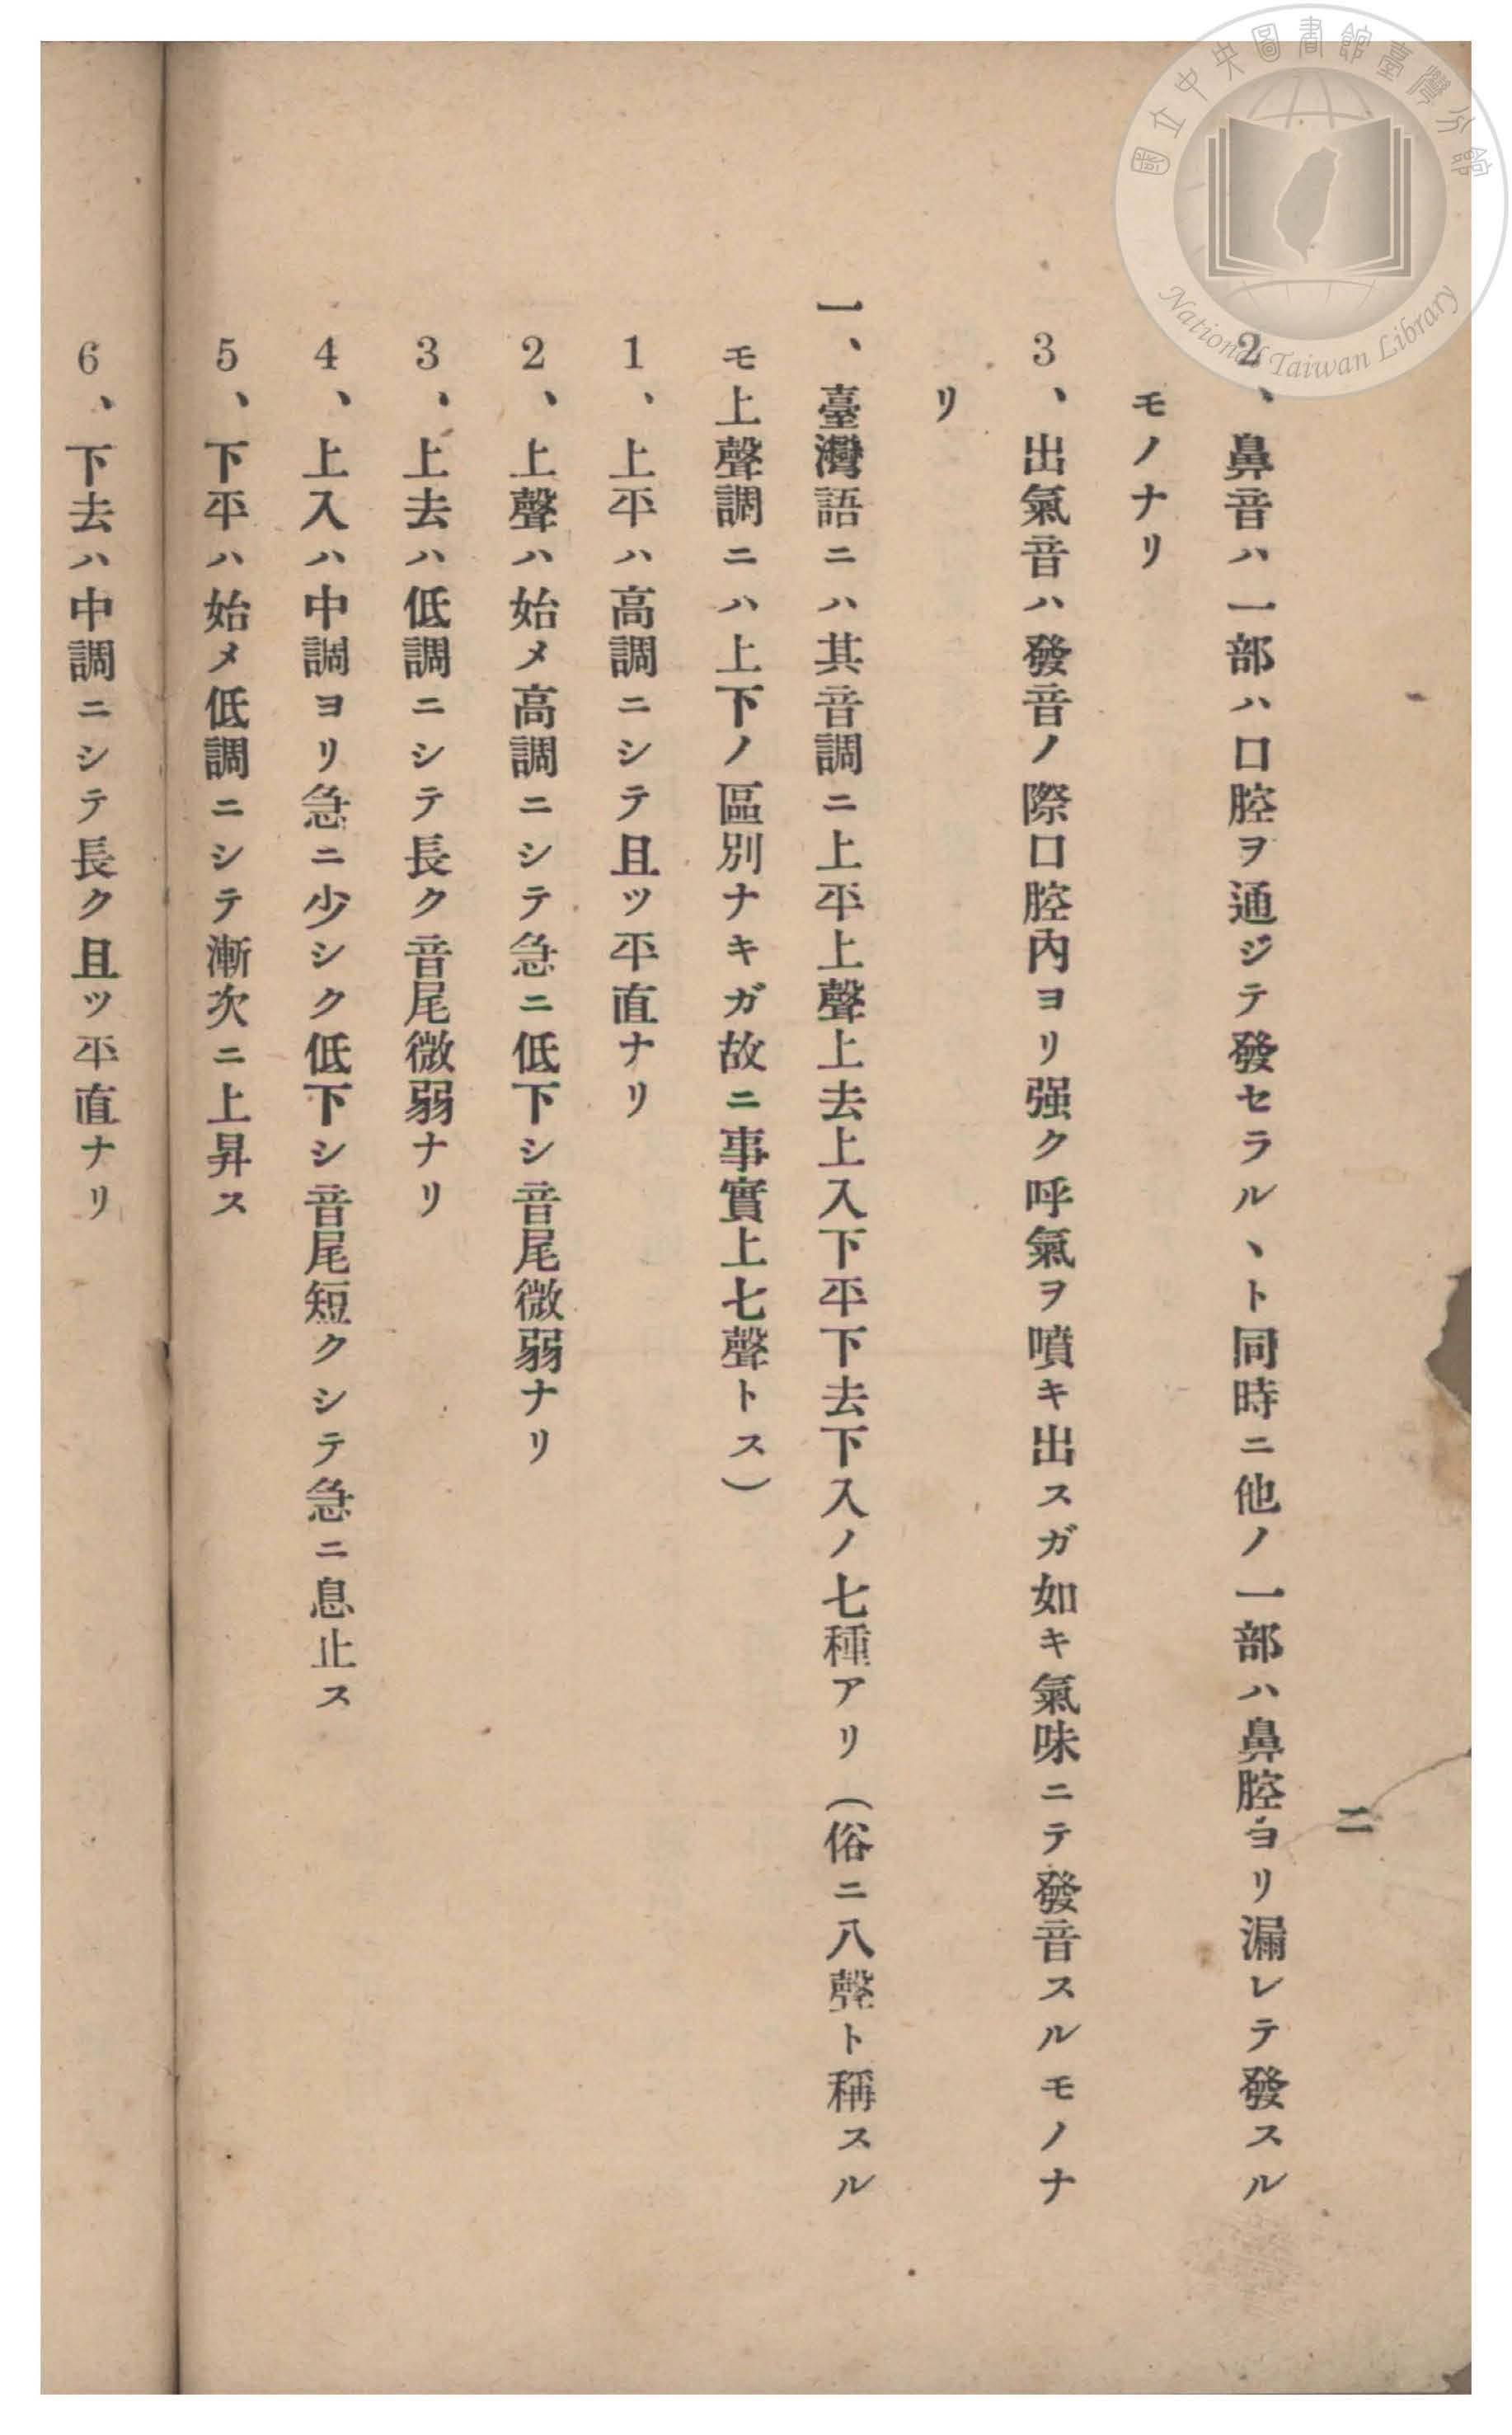 國立中央圖書館臺灣分館
National Taiwan Library
二
2、鼻音ハ一部ハ口腔ヲ通ジテ發セラル、ト同時ニ他ノ一部ハ鼻腔ヨリ漏レテ發スル
モノナリ
3、出氣音ハ發音ノ際口腔內ヨリ强ク呼氣ヲ噴キ出スガ如キ氣味ニテ發音スルモノナ
リ
一、臺灣語ニハ其音調ニ上平上聲上去上入下平下去下入ノ七種アリ(俗ニ八聲ト稱スル
モ上聲調ニハ上下ノ區別ナキガ故ニ事實上七聲トス)
1、上平ハ高調ニシテ且ツ平直ナリ
2、上聲ハ始メ高調ニシテ急ニ低下シ音尾微弱ナリ
3、上去ハ低調ニシテ長ク音尾微弱ナリ
4、上入ハ中調ヨリ急ニ少シク低下シ音尾短クシテ急ニ息止ス
5、下平ハ始メ低調ニシテ漸次ニ上昇ス
6、下去ハ中調ニシテ長ク且ツ平直ナリ